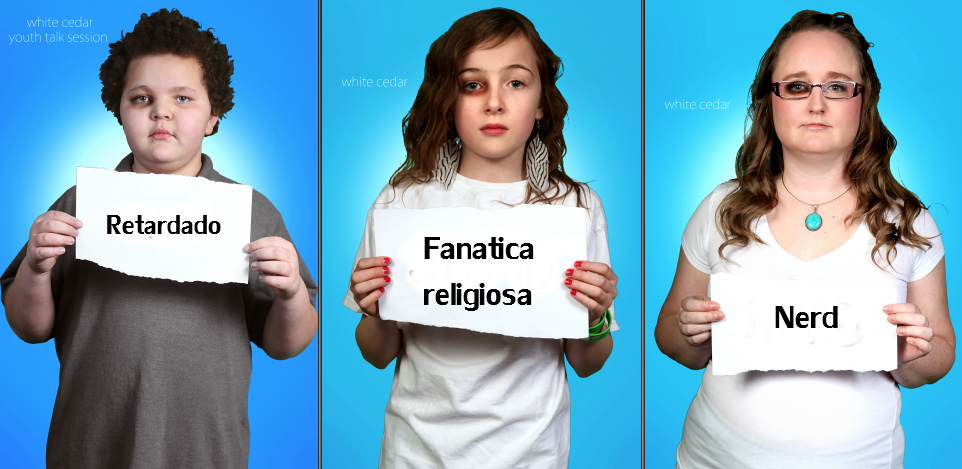 white cedar
youth talk session
Retardado
white cedar
Fanatica
religiosa
white cedar
Nerd